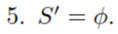 5. S′ = ϕ.